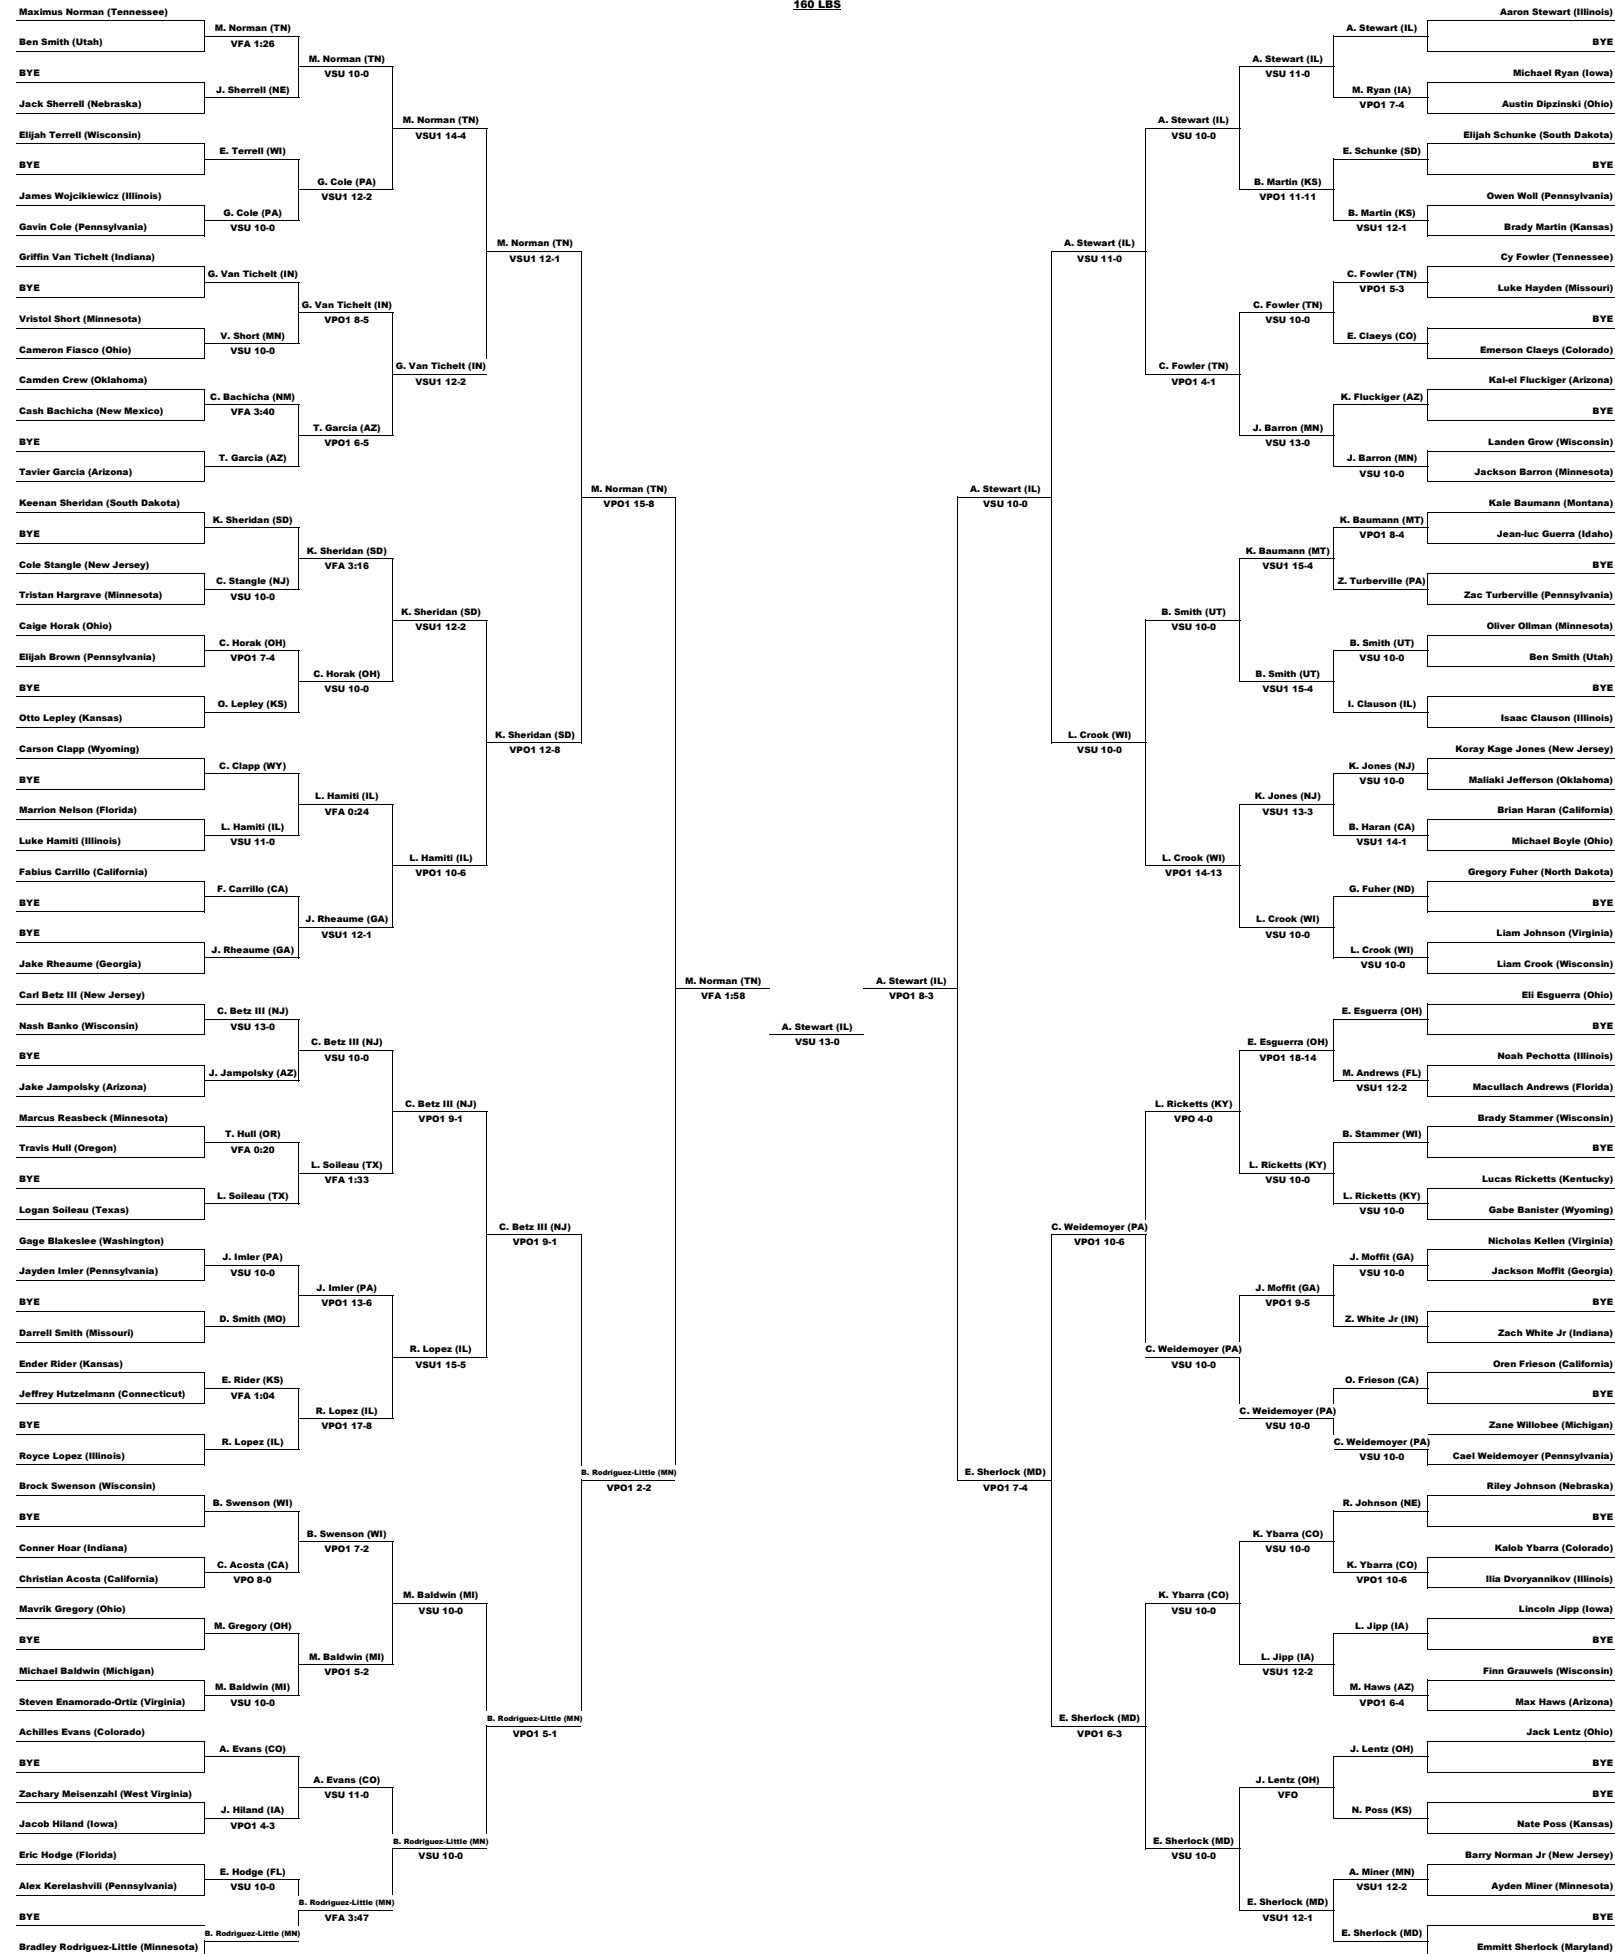 160 LBS
Maximus Norman (Tennessee)
Ben Smith (Utah)
BYE
Jack Sherrell (Nebraska)
Elijah Terrell (Wisconsin)
BYE
James Wojcikiewicz (Illinois)
Gavin Cole (Pennsylvania)
Griffin Van Tichelt (Indiana)
BYE
Vristol Short (Minnesota)
Cameron Fiasco (Ohio)
Camden Crew (Oklahoma)
Cash Bachicha (New Mexico)
BYE
Tavier Garcia (Arizona)
Keenan Sheridan (South Dakota)
BYE
Cole Stangle (New Jersey)
Tristan Hargrave (Minnesota)
Caige Horak (Ohio)
Elijah Brown (Pennsylvania)
BYE
Otto Lepley (Kansas)
Carson Clapp (Wyoming)
BYE
Marrion Nelson (Florida)
Luke Hamiti (Illinois)
Fabius Carrillo (California)
BYE
BYE
Jake Rheaume (Georgia)
Carl Betz III (New Jersey)
Nash Banko (Wisconsin)
BYE
Jake Jampolsky (Arizona)
Marcus Reasbeck (Minnesota)
Travis Hull (Oregon)
BYE
Logan Soileau (Texas)
Gage Blakeslee (Washington)
Jayden Imler (Pennsylvania)
BYE
Darrell Smith (Missouri)
Ender Rider (Kansas)
Jeffrey Hutzelmann (Connecticut)
BYE
Royce Lopez (Illinois)
Brock Swenson (Wisconsin)
BYE
Conner Hoar (Indiana)
Christian Acosta (California)
Mavrik Gregory (Ohio)
BYE
Michael Baldwin (Michigan)
Steven Enamorado-Ortiz (Virginia)
Achilles Evans (Colorado)
BYE
Zachary Meisenzahl (West Virginia)
Jacob Hiland (Iowa)
Eric Hodge (Florida)
Alex Kerelashvili (Pennsylvania)
BYE
Bradley Rodriguez-Little (Minnesota)
M. Norman (TN)
VFA 1:26
J. Sherrell (NE)
E. Terrell (WI)
G. Cole (PA)
VSU 10-0
G. Van Tichelt (IN)
V. Short (MN)
VSU 10-0
C. Bachicha (NM)
VFA 3:40
T. Garcia (AZ)
K. Sheridan (SD)
C. Stangle (NJ)
VSU 10-0
C. Horak (OH)
VPO1 7-4
O. Lepley (KS)
C. Clapp (WY)
L. Hamiti (IL)
VSU 11-0
F. Carrillo (CA)
J. Rheaume (GA)
C. Betz III (NJ)
VSU 13-0
J. Jampolsky (AZ)
T. Hull (OR)
VFA 0:20
L. Soileau (TX)
J. Imler (PA)
VSU 10-0
D. Smith (MO)
E. Rider (KS)
VFA 1:04
R. Lopez (IL)
B. Swenson (WI)
C. Acosta (CA)
VPO 8-0
M. Gregory (OH)
M. Baldwin (MI)
VSU 10-0
A. Evans (CO)
J. Hiland (IA)
VPO1 4-3
E. Hodge (FL)
VSU 10-0
B. Rodriguez-Little (MN)
M. Norman (TN)
VSU 10-0
G. Cole (PA)
VSU1 12-2
G. Van Tichelt (IN)
VPO1 8-5
T. Garcia (AZ)
VPO1 6-5
K. Sheridan (SD)
VFA 3:16
C. Horak (OH)
VSU 10-0
L. Hamiti (IL)
VFA 0:24
J. Rheaume (GA)
VSU1 12-1
C. Betz III (NJ)
VSU 10-0
L. Soileau (TX)
VFA 1:33
J. Imler (PA)
VPO1 13-6
R. Lopez (IL)
VPO1 17-8
B. Swenson (WI)
VPO1 7-2
M. Baldwin (MI)
VPO1 5-2
A. Evans (CO)
VSU 11-0
B. Rodriguez-Little (MN)
VFA 3:47
M. Norman (TN)
VSU1 14-4
G. Van Tichelt (IN)
VSU1 12-2
K. Sheridan (SD)
VSU1 12-2
L. Hamiti (IL)
VPO1 10-6
C. Betz III (NJ)
VPO1 9-1
R. Lopez (IL)
VSU1 15-5
M. Baldwin (MI)
VSU 10-0
B. Rodriguez-Little (MN)
VSU 10-0
M. Norman (TN)
VSU1 12-1
K. Sheridan (SD)
VPO1 12-8
C. Betz III (NJ)
VPO1 9-1
B. Rodriguez-Little (MN)
VPO1 5-1
M. Norman (TN)
VPO1 15-8
B. Rodriguez-Little (MN)
VPO1 2-2
M. Norman (TN)
VFA 1:58
A. Stewart (IL)
VSU 13-0
A. Stewart (IL)
VPO1 8-3
A. Stewart (IL)
VSU 10-0
E. Sherlock (MD)
VPO1 7-4
A. Stewart (IL)
VSU 11-0
L. Crook (WI)
VSU 10-0
C. Weidemoyer (PA)
VPO1 10-6
E. Sherlock (MD)
VPO1 6-3
A. Stewart (IL)
VSU 10-0
C. Fowler (TN)
VPO1 4-1
B. Smith (UT)
VSU 10-0
L. Crook (WI)
VPO1 14-13
L. Ricketts (KY)
VPO 4-0
C. Weidemoyer (PA)
VSU 10-0
K. Ybarra (CO)
VSU 10-0
E. Sherlock (MD)
VSU 10-0
A. Stewart (IL)
VSU 11-0
B. Martin (KS)
VPO1 11-11
C. Fowler (TN)
VSU 10-0
J. Barron (MN)
VSU 13-0
K. Baumann (MT)
VSU1 15-4
B. Smith (UT)
VSU1 15-4
K. Jones (NJ)
VSU1 13-3
L. Crook (WI)
VSU 10-0
E. Esguerra (OH)
VPO1 18-14
L. Ricketts (KY)
VSU 10-0
J. Moffit (GA)
VPO1 9-5
C. Weidemoyer (PA)
VSU 10-0
K. Ybarra (CO)
VSU 10-0
L. Jipp (IA)
VSU1 12-2
J. Lentz (OH)
VFO
E. Sherlock (MD)
VSU1 12-1
A. Stewart (IL)
M. Ryan (IA)
VPO1 7-4
E. Schunke (SD)
B. Martin (KS)
VSU1 12-1
C. Fowler (TN)
VPO1 5-3
E. Claeys (CO)
K. Fluckiger (AZ)
J. Barron (MN)
VSU 10-0
K. Baumann (MT)
VPO1 8-4
Z. Turberville (PA)
B. Smith (UT)
VSU 10-0
I. Clauson (IL)
K. Jones (NJ)
VSU 10-0
B. Haran (CA)
VSU1 14-1
G. Fuher (ND)
L. Crook (WI)
VSU 10-0
E. Esguerra (OH)
M. Andrews (FL)
VSU1 12-2
B. Stammer (WI)
L. Ricketts (KY)
VSU 10-0
J. Moffit (GA)
VSU 10-0
Z. White Jr (IN)
O. Frieson (CA)
C. Weidemoyer (PA)
VSU 10-0
R. Johnson (NE)
K. Ybarra (CO)
VPO1 10-6
L. Jipp (IA)
M. Haws (AZ)
VPO1 6-4
J. Lentz (OH)
N. Poss (KS)
A. Miner (MN)
VSU1 12-2
E. Sherlock (MD)
Aaron Stewart (Illinois)
BYE
Michael Ryan (Iowa)
Austin Dipzinski (Ohio)
Elijah Schunke (South Dakota)
BYE
Owen Woll (Pennsylvania)
Brady Martin (Kansas)
Cy Fowler (Tennessee)
Luke Hayden (Missouri)
BYE
Emerson Claeys (Colorado)
Kal-el Fluckiger (Arizona)
BYE
Landen Grow (Wisconsin)
Jackson Barron (Minnesota)
Kale Baumann (Montana)
Jean-luc Guerra (Idaho)
BYE
Zac Turberville (Pennsylvania)
Oliver Ollman (Minnesota)
Ben Smith (Utah)
BYE
Isaac Clauson (Illinois)
Koray Kage Jones (New Jersey)
Maliaki Jefferson (Oklahoma)
Brian Haran (California)
Michael Boyle (Ohio)
Gregory Fuher (North Dakota)
BYE
Liam Johnson (Virginia)
Liam Crook (Wisconsin)
Eli Esguerra (Ohio)
BYE
Noah Pechotta (Illinois)
Macullach Andrews (Florida)
Brady Stammer (Wisconsin)
BYE
Lucas Ricketts (Kentucky)
Gabe Banister (Wyoming)
Nicholas Kellen (Virginia)
Jackson Moffit (Georgia)
BYE
Zach White Jr (Indiana)
Oren Frieson (California)
BYE
Zane Willobee (Michigan)
Cael Weidemoyer (Pennsylvania)
Riley Johnson (Nebraska)
BYE
Kalob Ybarra (Colorado)
Ilia Dvoryannikov (Illinois)
Lincoln Jipp (Iowa)
BYE
Finn Grauwels (Wisconsin)
Max Haws (Arizona)
Jack Lentz (Ohio)
BYE
BYE
Nate Poss (Kansas)
Barry Norman Jr (New Jersey)
Ayden Miner (Minnesota)
BYE
Emmitt Sherlock (Maryland)